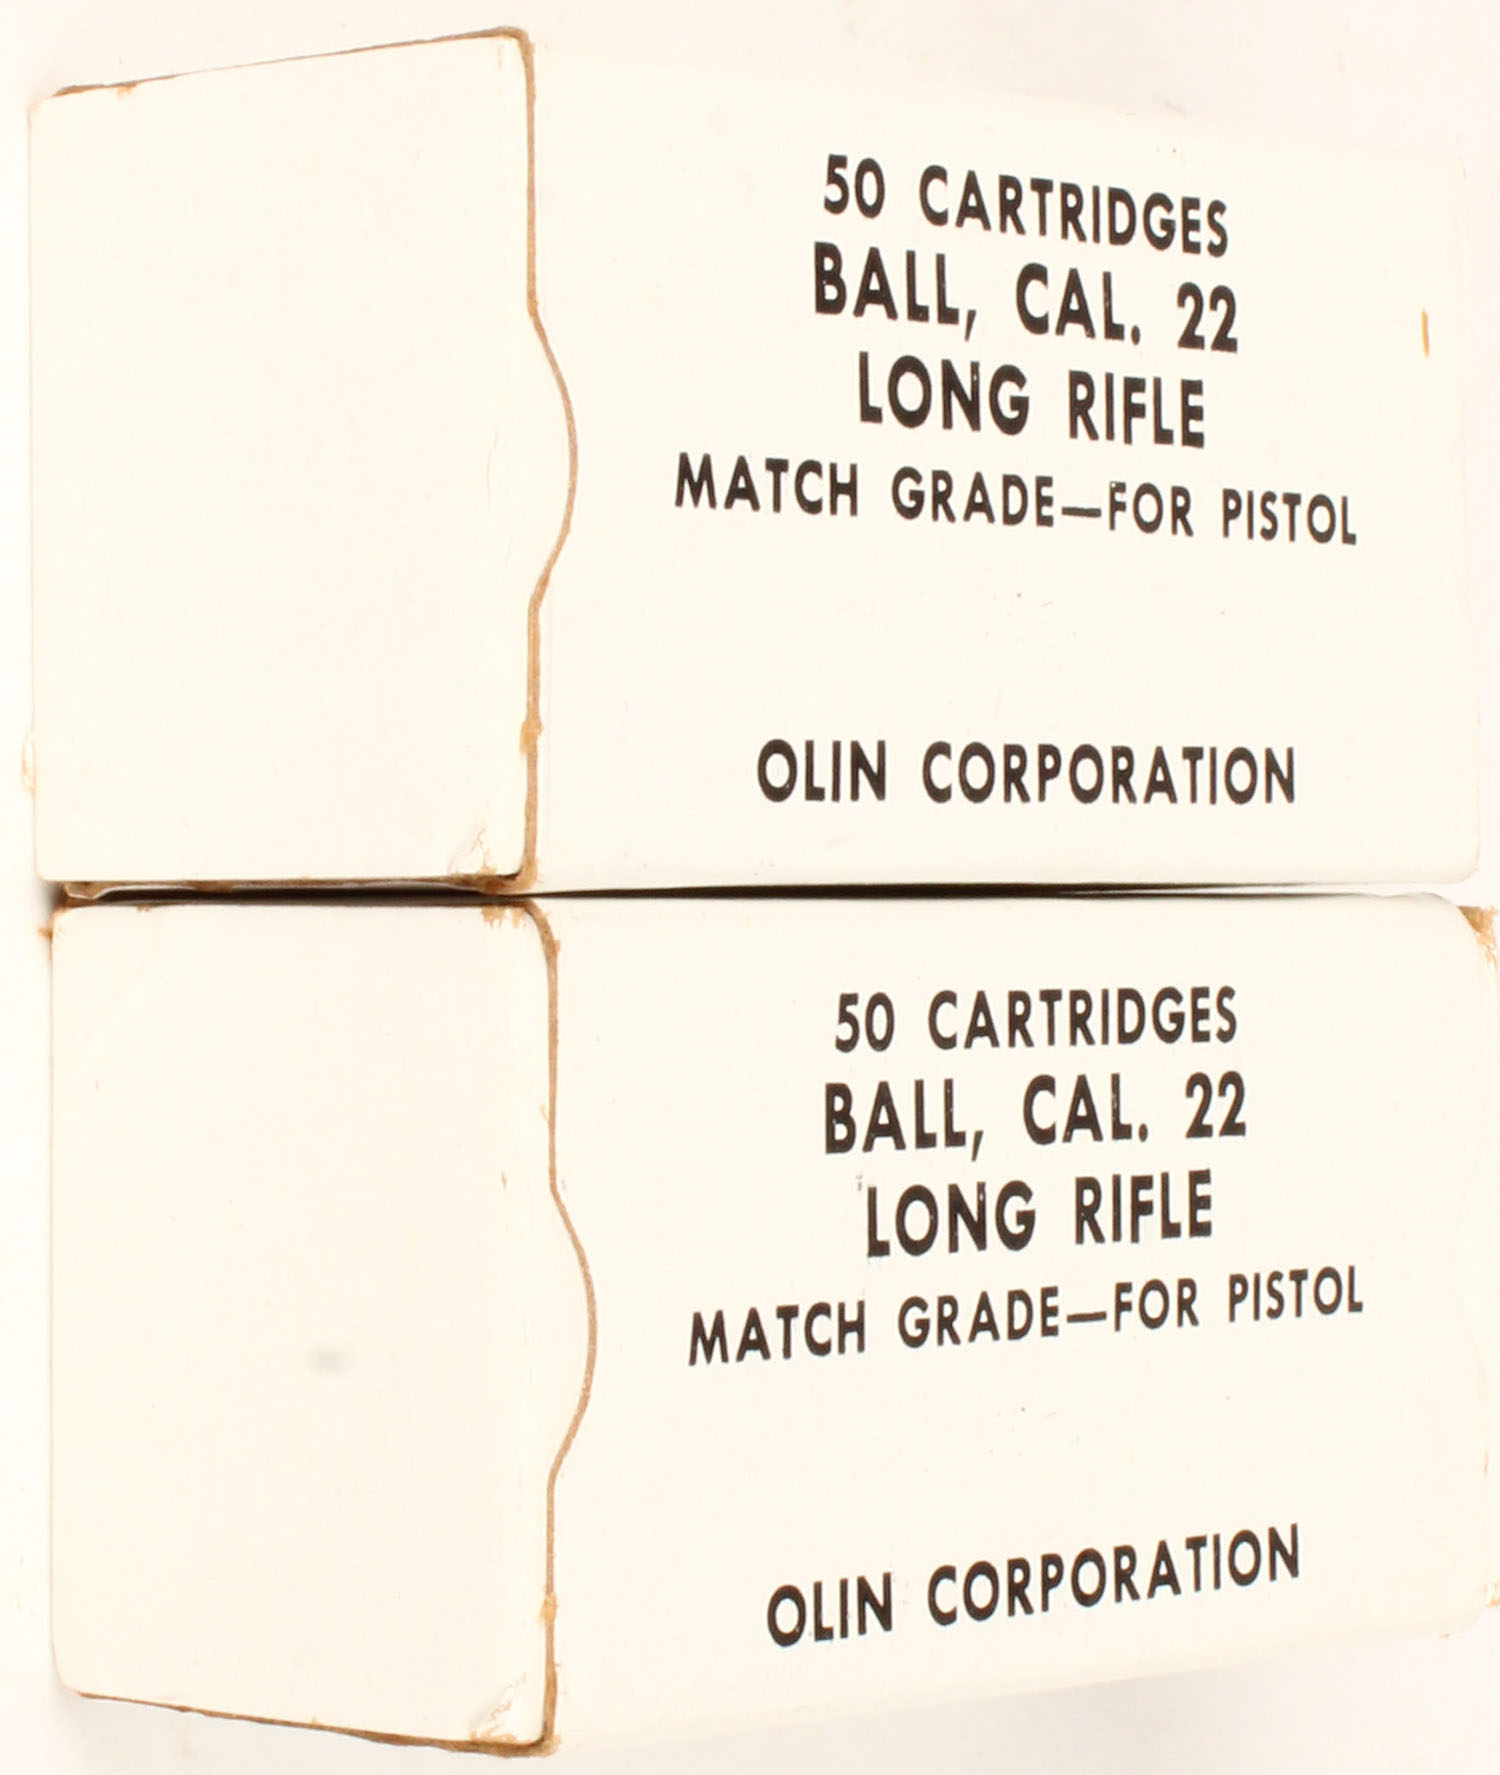 50 CARTRIDGES
BALL, CAL. 22
LONG RIFLE
MATCH GRADE—FOR PISTOL
OLIN CORPORATION
50 CARTRIDGES
BALL, CAL. 22
LONG RIFLE
MATCH GRADE—FOR PISTOL
OLIN CORPORATION